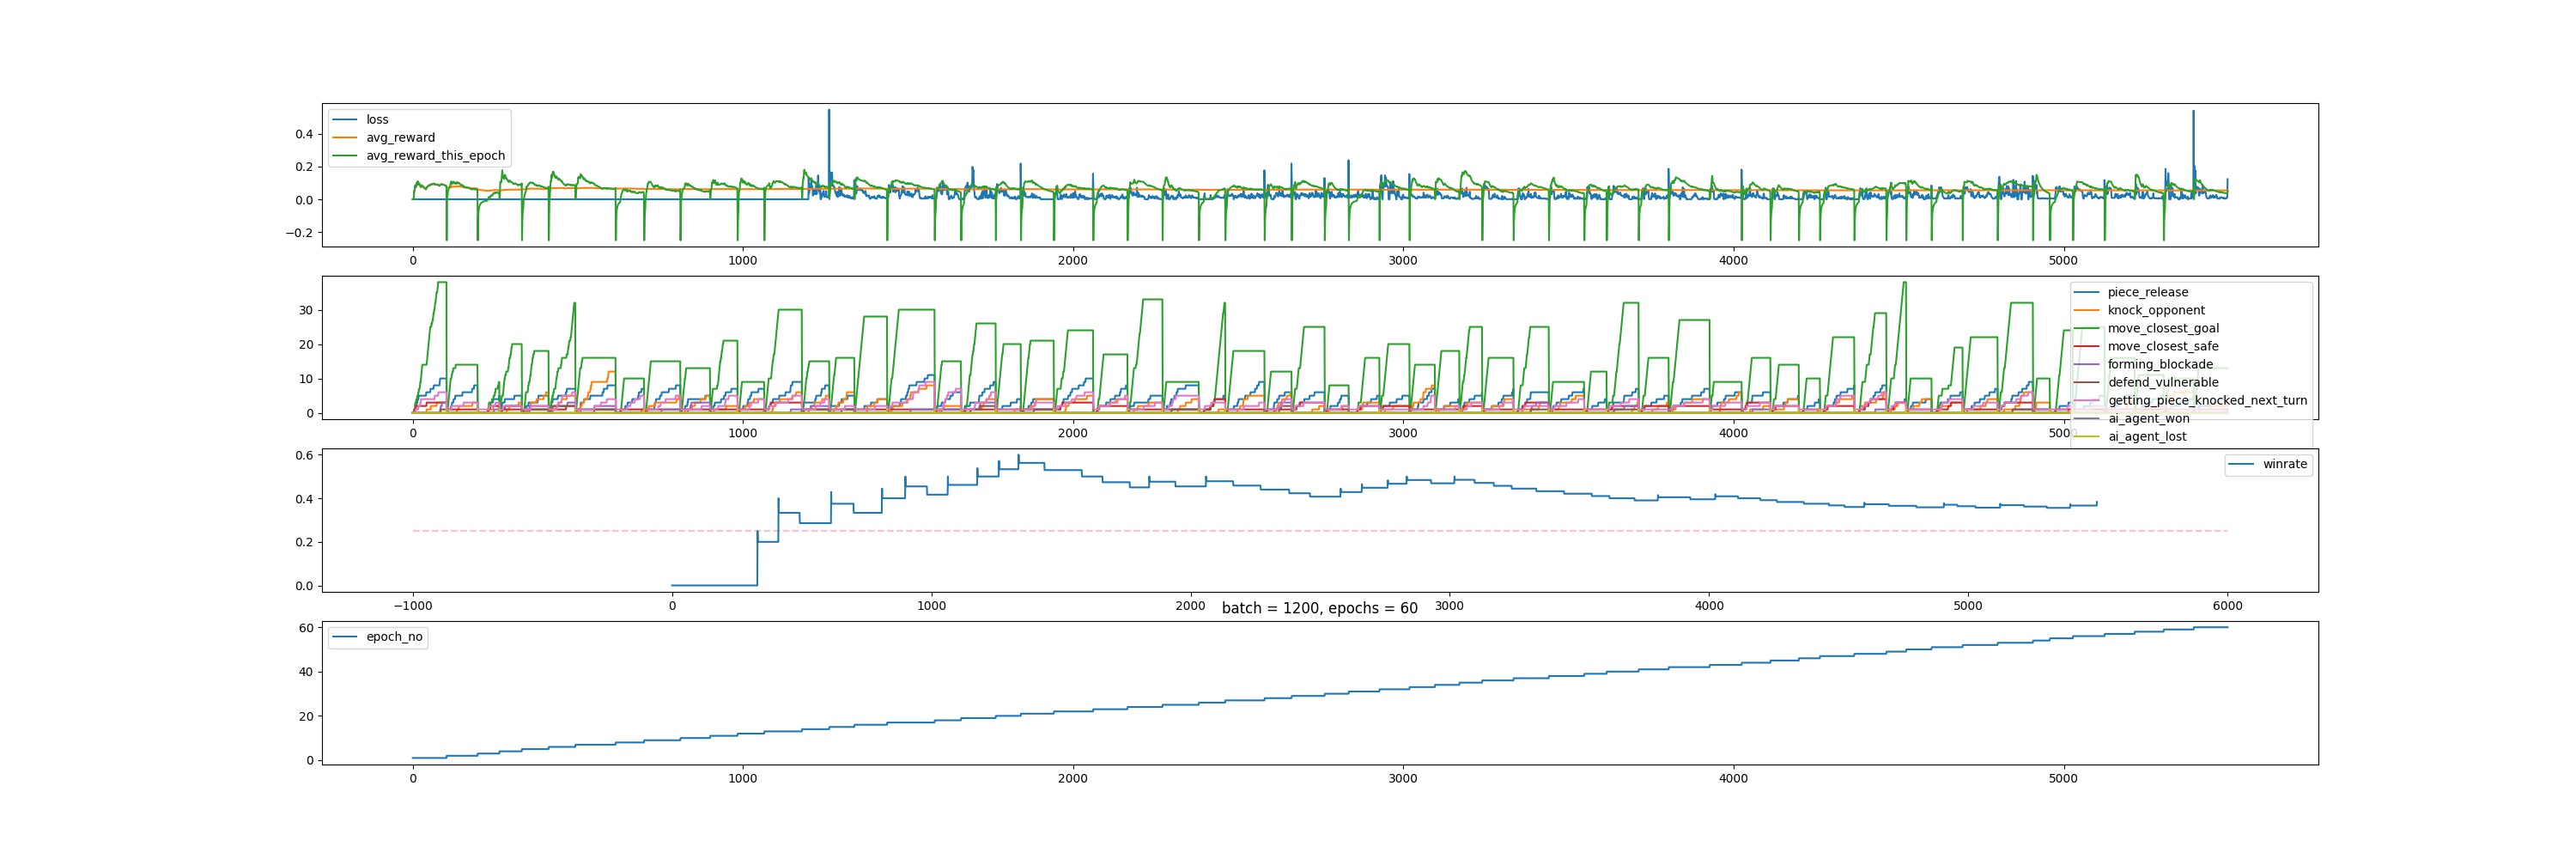 loss
avg_reward
avg_reward_this_epoch
0.4
0.2
0.0
−0.2
0 1000 2000 3000 4000 5000
piece_release
knock_opponent
move_closest_goal
move_closest_safe
forming_blockade
defend_vulnerable
getting_piece_knocked_next_turn
ai_agent_won
ai_agent_lost
30
20
10
0
0 1000 2000 3000 4000 5000
winrate
0.6
0.4
0.2
0.0
−1000 0 1000 2000 3000 4000 5000 6000
batch = 1200, epochs = 60
epoch_no
60
40
20
0
0 1000 2000 3000 4000 5000